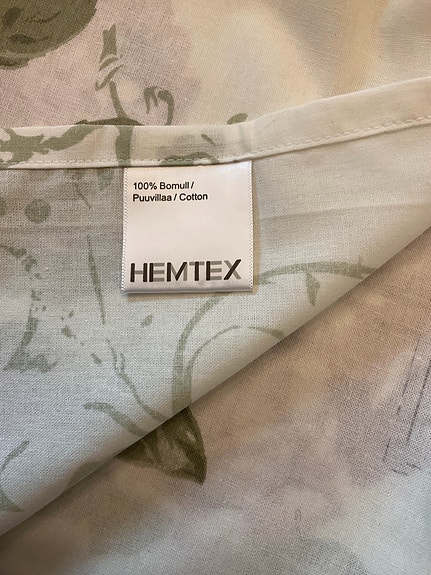 100% Bomull /
Puuvillaa / Cotton
HEMTEX